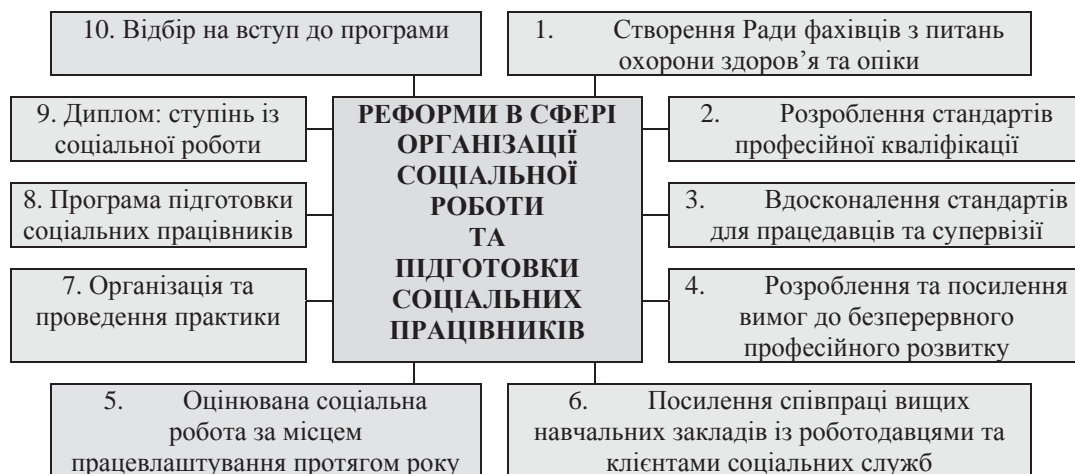 10. Відбір на вступ до програми
1. Створення Ради фахівців з питань
охорони здоров’я та опіки
9. Диплом: ступінь із
соціальної роботи
РЕФОРМИ В СФЕРІ
ОРГАНІЗАЦІЇ
СОЦІАЛЬНОЇ
РОБОТИ
ТА
ПІДГОТОВКИ
СОЦІАЛЬНИХ
ПРАЦІВНИКІВ
2. Розроблення стандартів
професійної кваліфікації
8. Програма підготовки
соціальних працівників
3. Вдосконалення стандартів
для працедавців та супервізії
7. Організація та
проведення практики
4. Розроблення та посилення
вимог до безперервного
професійного розвитку
5. Оцінювана соціальна
робота за місцем
працевлаштування протягом року
6. Посилення співпраці вищих
навчальних закладів із роботодавцями та
клієнтами соціальних служб